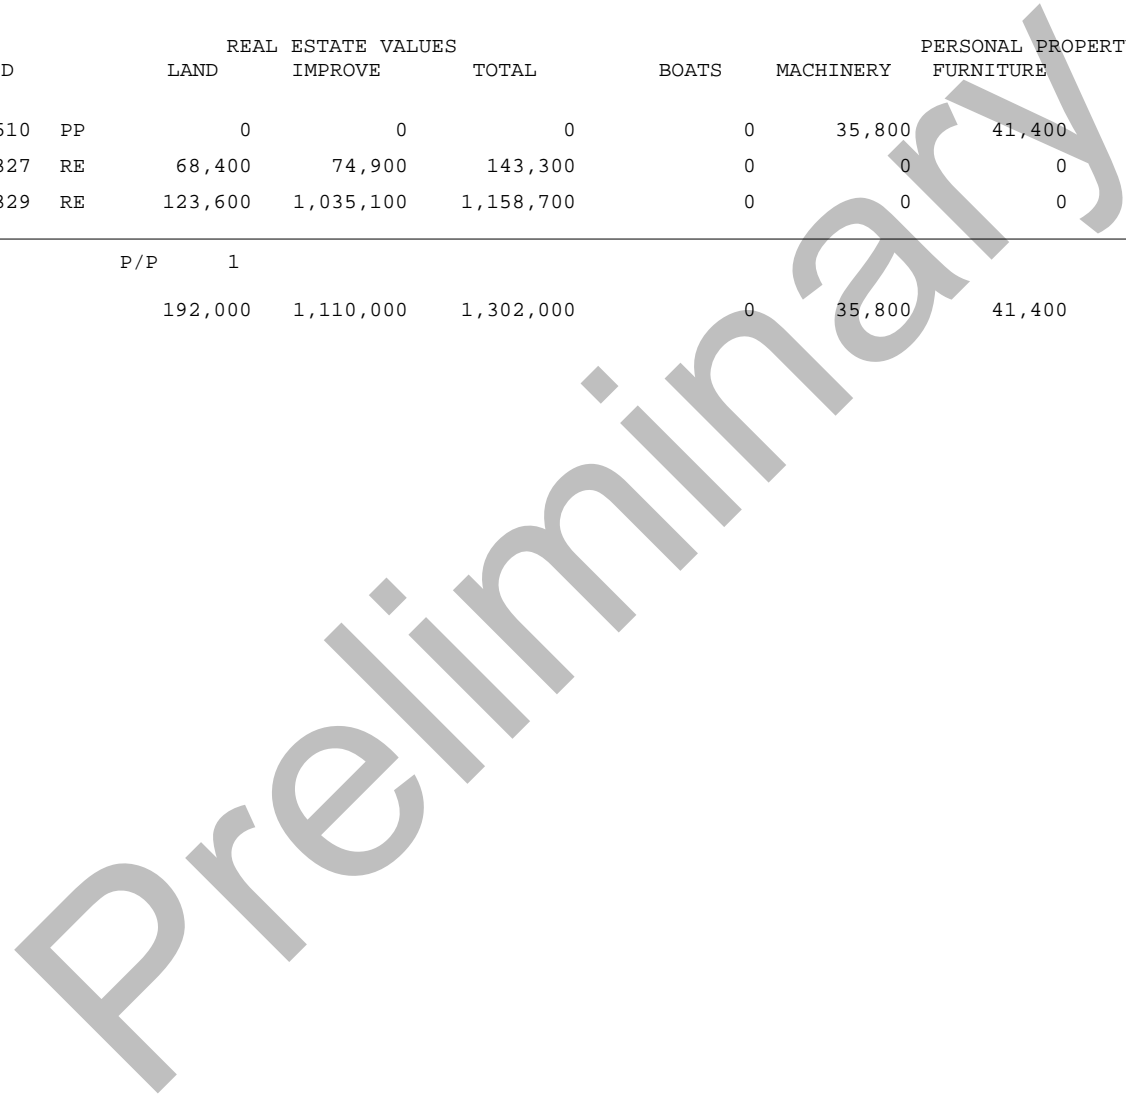 REAL ESTATE VALUES PERSONAL PROPERT
D LAND IMPROVE TOTAL BOATS MACHINERY FURNITURE
510 PP 0 0 0 0 35,800 41,400
327 RE 68,400 74,900 143,300 0 0 0
329 RE 123,600 1,035,100 1,158,700 0 0 0
P/P 1
192,000 1,110,000 1,302,000 0 35,800 41,400
Preliminary